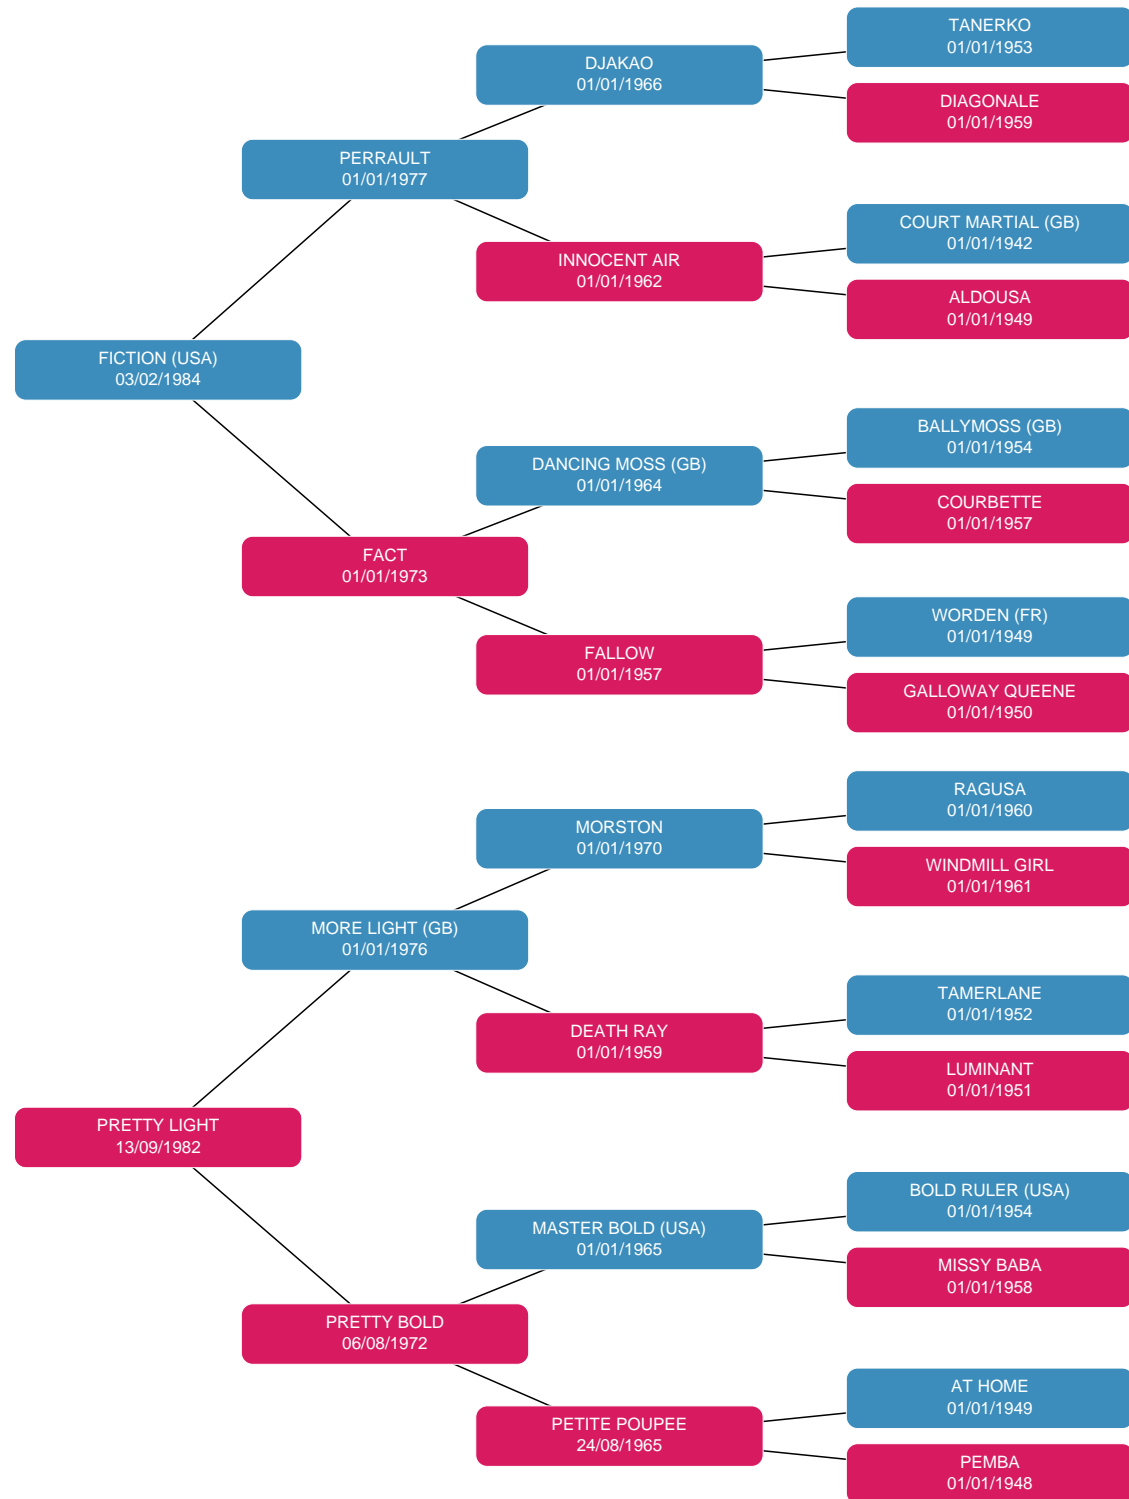 TANERKO
01/01/1953
DJAKAO
01/01/1966
DIAGONALE
01/01/1959
PERRAULT
01/01/1977
COURT MARTIAL (GB)
01/01/1942
INNOCENT AIR
01/01/1962
ALDOUSA
01/01/1949
FICTION (USA)
03/02/1984
BALLYMOSS (GB)
01/01/1954
DANCING MOSS (GB)
01/01/1964
COURBETTE
01/01/1957
FACT
01/01/1973
WORDEN (FR)
01/01/1949
FALLOW
01/01/1957
GALLOWAY QUEENE
01/01/1950
RAGUSA
01/01/1960
MORSTON
01/01/1970
WINDMILL GIRL
01/01/1961
MORE LIGHT (GB)
01/01/1976
TAMERLANE
01/01/1952
DEATH RAY
01/01/1959
LUMINANT
01/01/1951
PRETTY LIGHT
13/09/1982
BOLD RULER (USA)
01/01/1954
MASTER BOLD (USA)
01/01/1965
MISSY BABA
01/01/1958
PRETTY BOLD
06/08/1972
AT HOME
01/01/1949
PETITE POUPEE
24/08/1965
PEMBA
01/01/1948